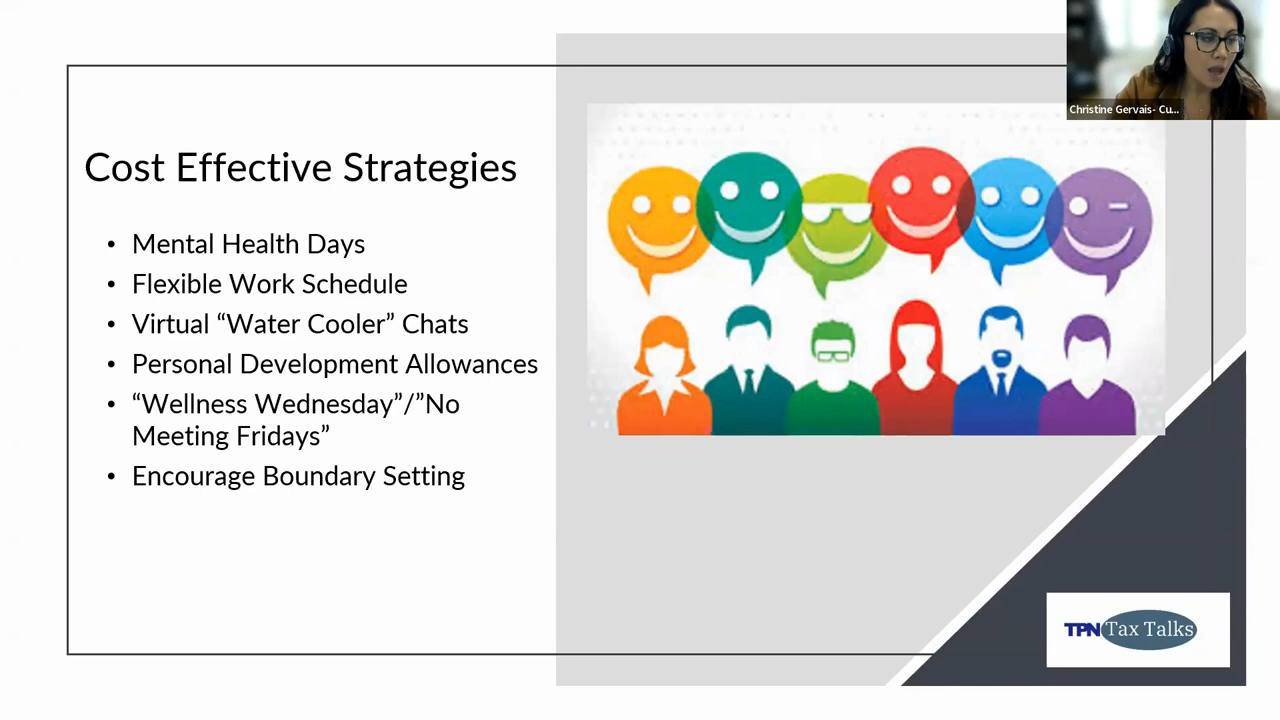 Christine Gervais- Cu...
Cost Effective Strategies
• Mental Health Days
• Flexible Work Schedule
• Virtual “Water Cooler” Chats
• Personal Development Allowances
• “Wellness Wednesday”/”No
Meeting Fridays”
• Encourage Boundary Setting
TPN Tax Talks